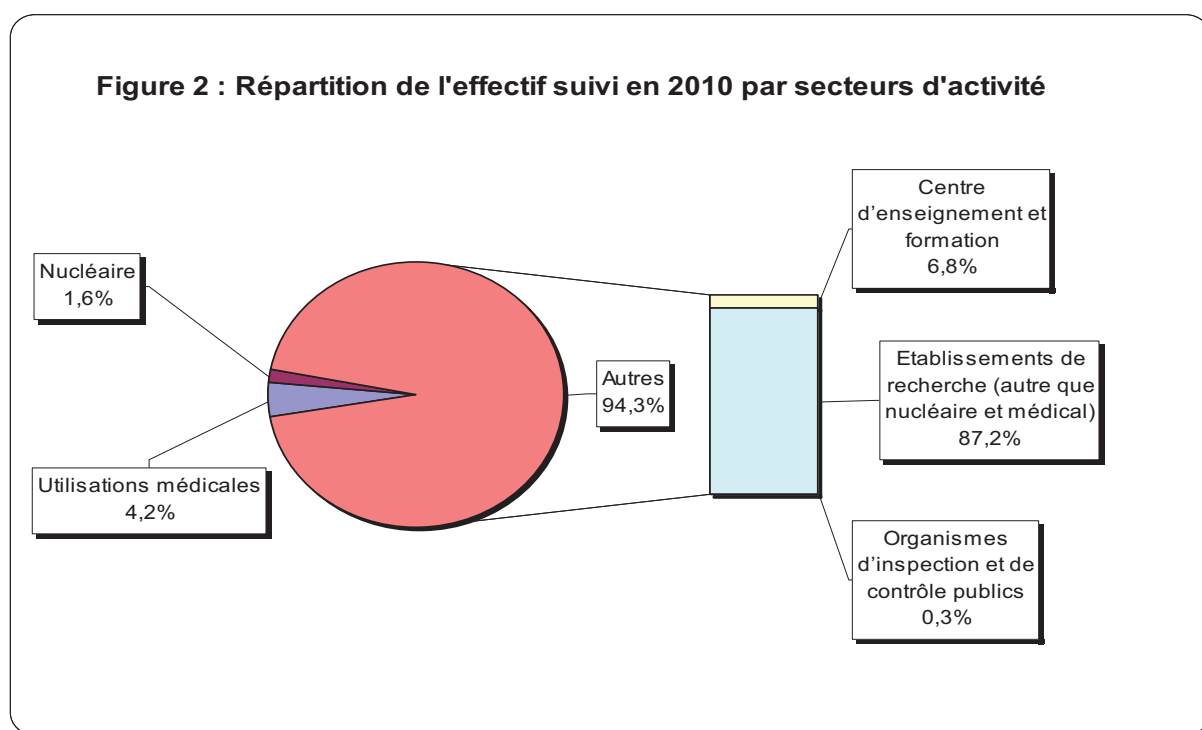 Figure 2 : Répartition de l'effectif suivi en 2010 par secteurs d'activité
Nucléaire
1,6%
Utilisations médicales
4,2%
Autres
94,3%
Centre
d’enseignement et
formation
6,8%
Etablissements de
recherche (autre que
nucléaire et médical)
87,2%
Organismes
d’inspection et de
contrôle publics
0,3%